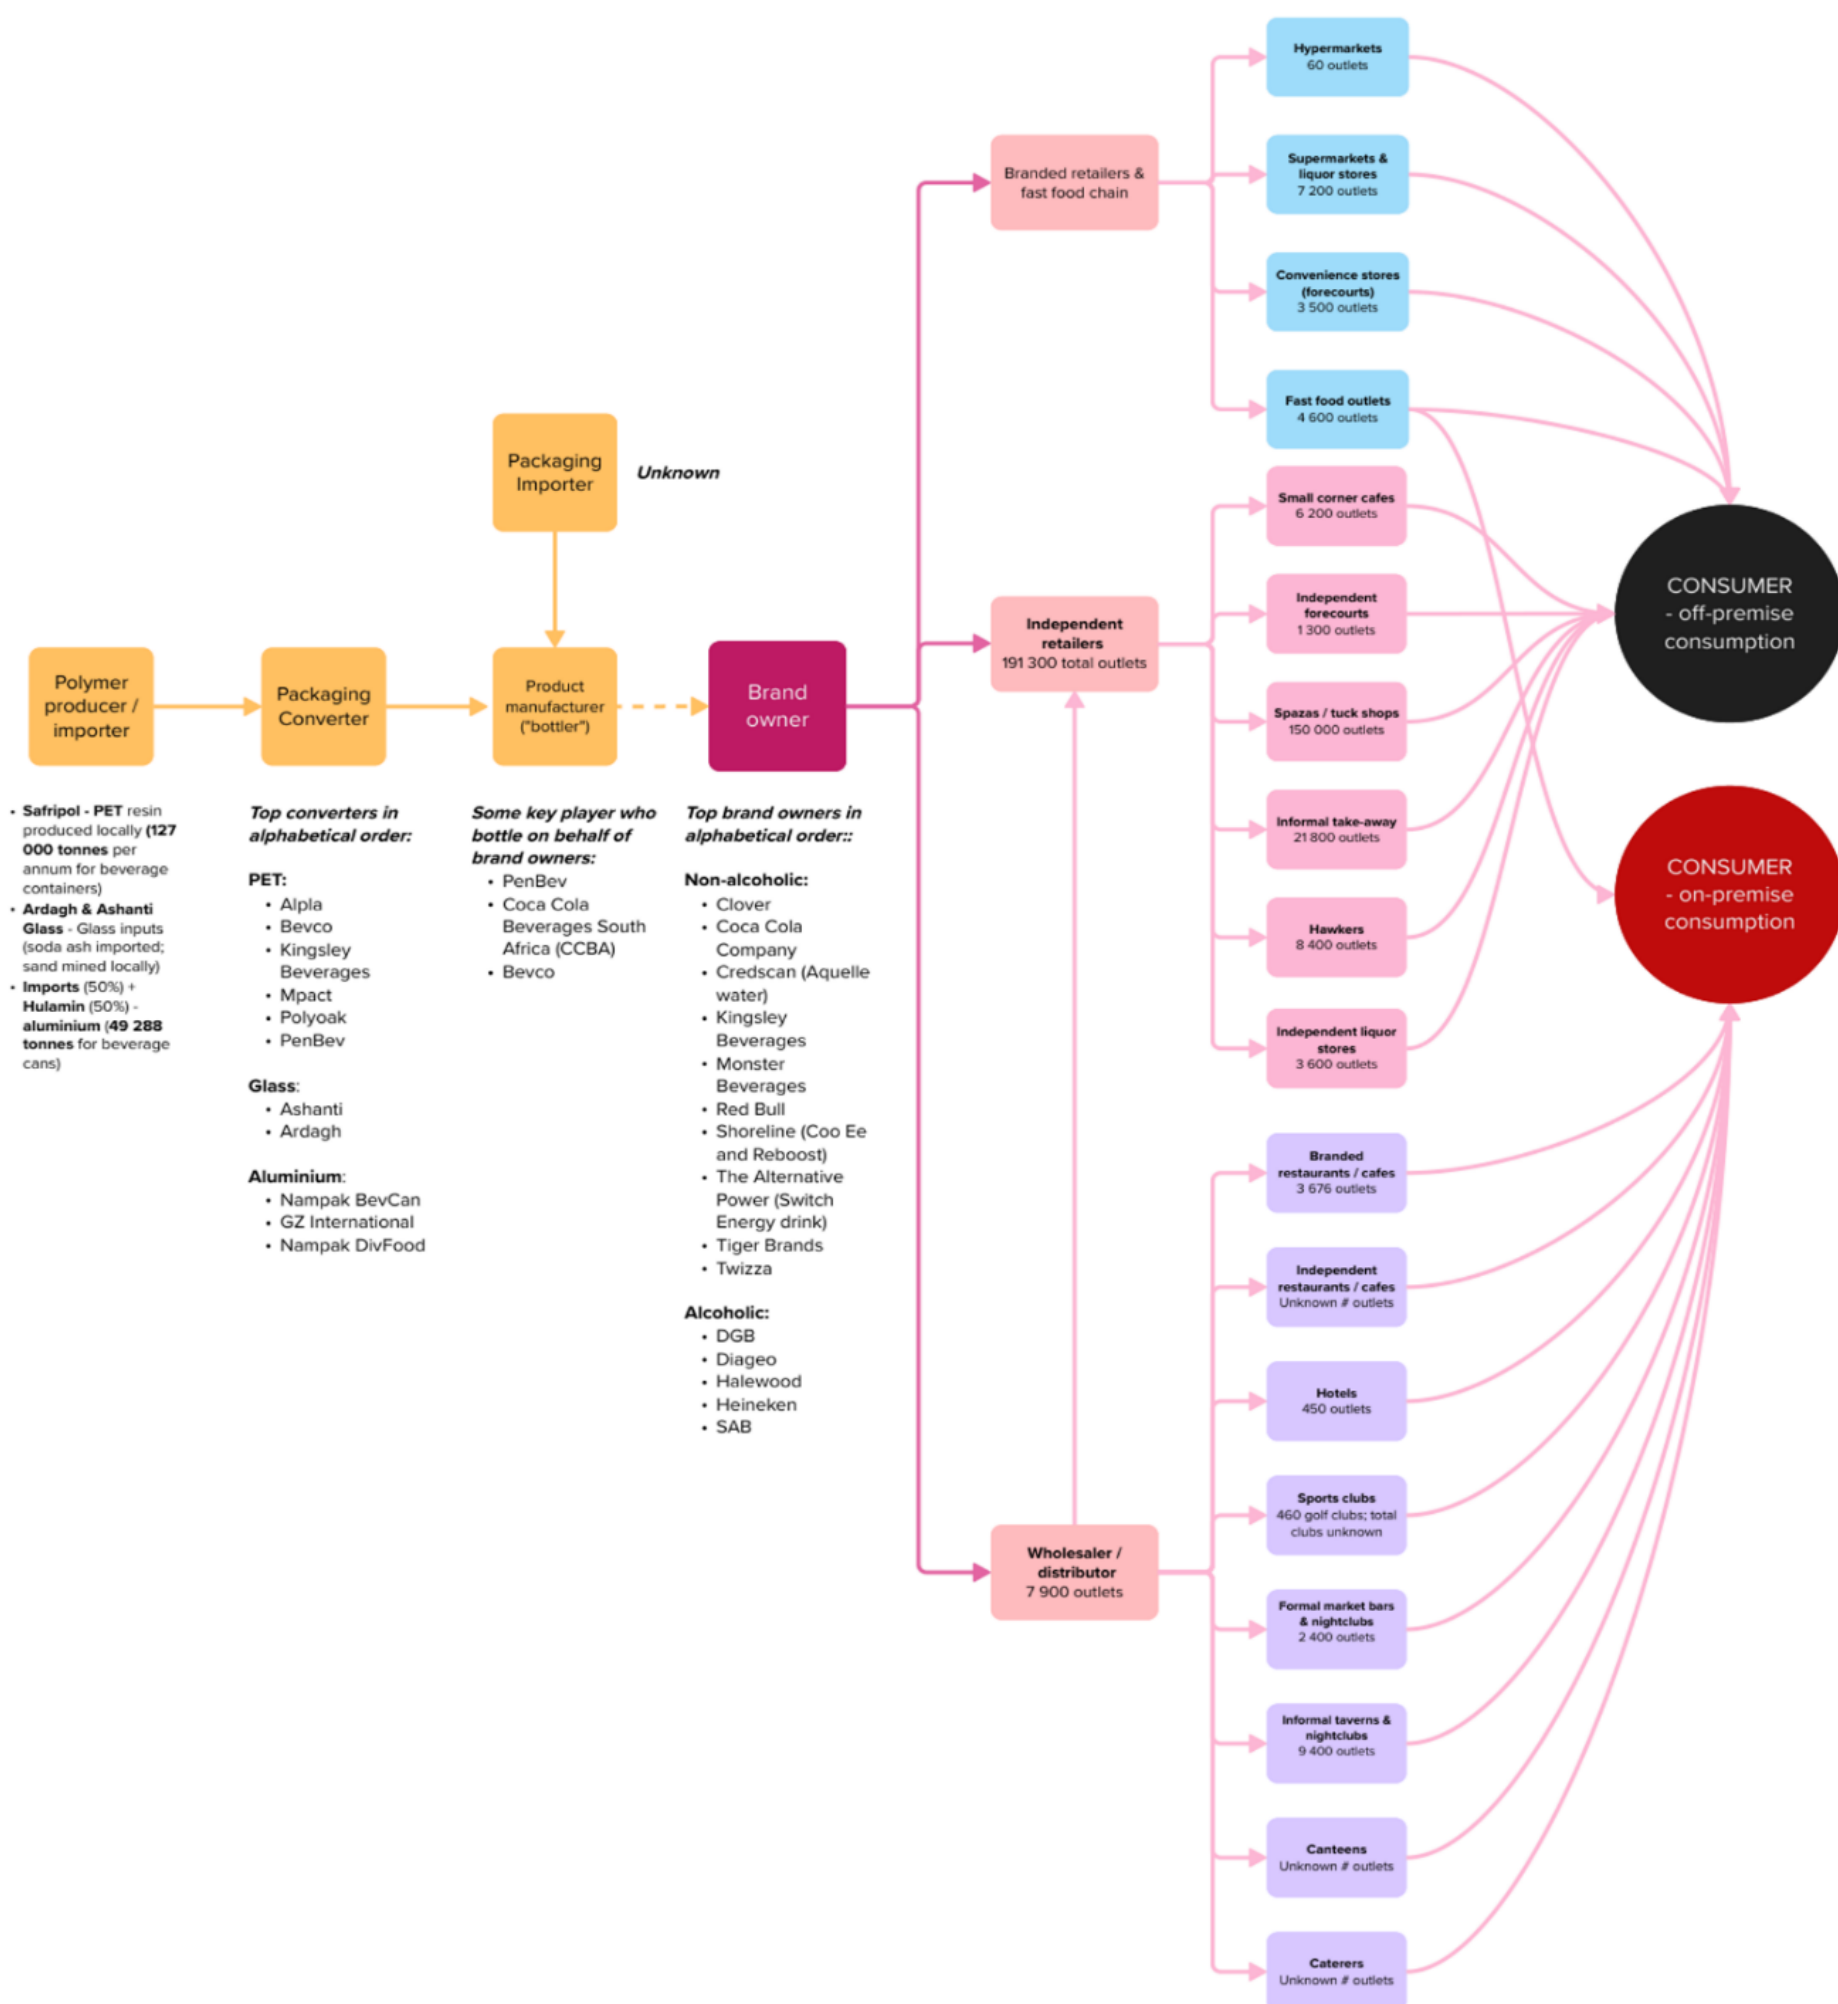 Hypermarkets
60 outlets
Supermarkets &
liquor stores
7 200 outlets
Branded retailers &
fast food chain
Convenience stores
(forecourts)
3 500 outlets
Fast food outlets
4 600 outlets
Packaging
Importer
Unknown
Small corner cafes
6 200 outlets
Independent
forecourts
1 300 outlets
Independent
retailers
191 300 total outlets
Spazas / tuck shops
150 000 outlets
Informal take-away
21 800 outlets
Hawkers
8 400 outlets
Independent liquor
stores
3 600 outlets
CONSUMER
- off-premise
consumption
CONSUMER
- on-premise
consumption
Polymer
producer /
importer
Packaging
Converter
Product
manufacturer
("bottler")
Brand
owner
• Safripol - PET resin
produced locally (127
000 tonnes per
annum for beverage
containers)
• Ardagh & Ashanti
Glass - Glass inputs
(soda ash imported;
sand mined locally)
• Imports (50%) +
Hulamin (50%) -
aluminium (49 288
tonnes for beverage
cans)
Top converters in
alphabetical order:
PET:
• Alpla
• Bevco
• Kingsley
Beverages
• Mpact
• Polyoak
• PenBev
Glass:
• Ashanti
• Ardagh
Aluminium:
• Nampak BevCan
• GZ International
• Nampak DivFood
Some key player who
bottle on behalf of
brand owners:
• PenBev
• Coca Cola
Beverages South
Africa (CCBA)
• Bevco
Top brand owners in
alphabetical order::
Non-alcoholic:
• Clover
• Coca Cola
Company
• Credscan (Aquelle
water)
• Kingsley
Beverages
• Monster
Beverages
• Red Bull
• Shoreline (Coo Ee
and Reboost)
• The Alternative
Power (Switch
Energy drink)
• Tiger Brands
• Twizza
Alcoholic:
• DGB
• Diageo
• Halewood
• Heineken
• SAB
Wholesaler /
distributor
7 900 outlets
Branded
restaurants / cafes
3 676 outlets
Independent
restaurants / cafes
Unknown # outlets
Hotels
450 outlets
Sports clubs
460 golf clubs; total
clubs unknown
Formal market bars
& nightclubs
2 400 outlets
Informal taverns &
nightclubs
9 400 outlets
Canteens
Unknown # outlets
Caterers
Unknown # outlets